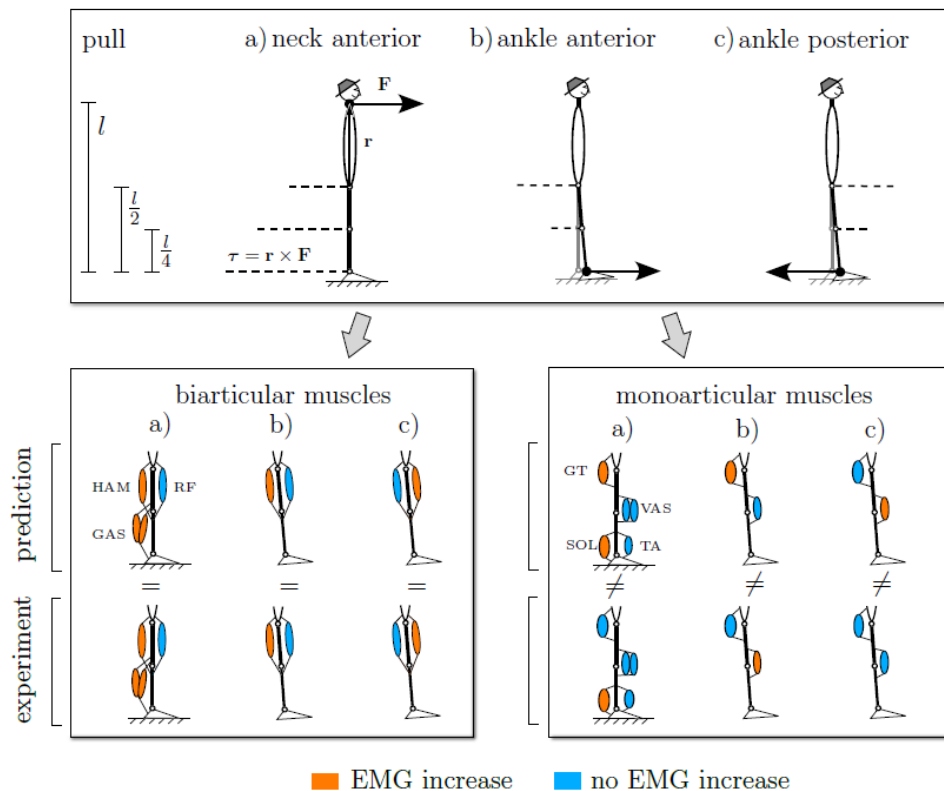 pull
a) neck anterior
b) ankle anterior
c) ankle posterior
F
l
r
l/2
l/4
τ = r × F
biarticular muscles
a)
b)
c)
prediction
HAM
RF
GAS
=
=
=
experiment
monoarticular muscles
a)
b)
c)
GT
VAS
SOL
TA
≠
≠
≠
EMG increase
no EMG increase